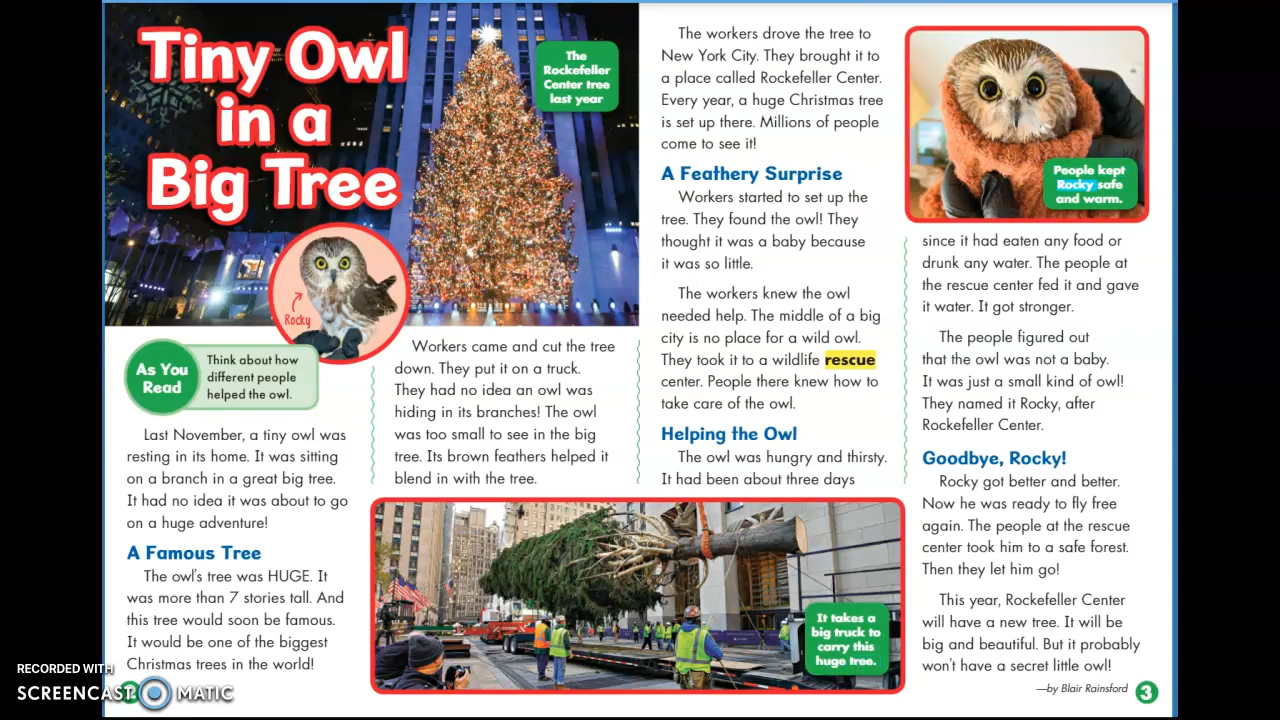 Tiny Owl
in a
Big Tree
The
Rockefeller
Center tree
last year
Rocky
As You
Read
Think about how
different people
helped the owl.
Last November, a tiny owl was
resting in its home. It was sitting
on a branch in a great big tree.
It had no idea it was about to go
on a huge adventure!
A Famous Tree
The owl's tree was HUGE. It
was more than 7 stories tall. And
this tree would soon be famous.
It would be one of the biggest
Christmas trees in the world!
Workers came and cut the tree
down. They put it on a truck.
They had no idea an owl was
hiding in its branches! The owl
was too small to see in the big
tree. Its brown feathers helped it
blend in with the tree.
It takes a
big truck to
carry this
huge tree.
The workers drove the tree to
New York City. They brought it to
a place called Rockefeller Center.
Every year, a huge Christmas tree
is set up there. Millions of people
come to see it!
A Feathery Surprise
Workers started to set up the
tree. They found the owl! They
thought it was a baby because
it was so little.
The workers knew the owl
needed help. The middle of a big
city is no place for a wild owl.
They took it to a wildlife rescue
center. People there knew how to
take care of the owl.
Helping the Owl
The owl was hungry and thirsty.
It had been about three days
People kept
Rocky safe
and warm.
since it had eaten any food or
drunk any water. The people at
the rescue center fed it and gave
it water. It got stronger.
The people figured out
that the owl was not a baby.
It was just a small kind of owl!
They named it Rocky, after
Rockefeller Center.
Goodbye, Rocky!
Rocky got better and better.
Now he was ready to fly free
again. The people at the rescue
center took him to a safe forest.
Then they let him go!
This year, Rockefeller Center
will have a new tree. It will be
big and beautiful. But it probably
won't have a secret little owl!
—by Blair Rainsford
3
RECORDED WITH
SCREENCAST MATIC